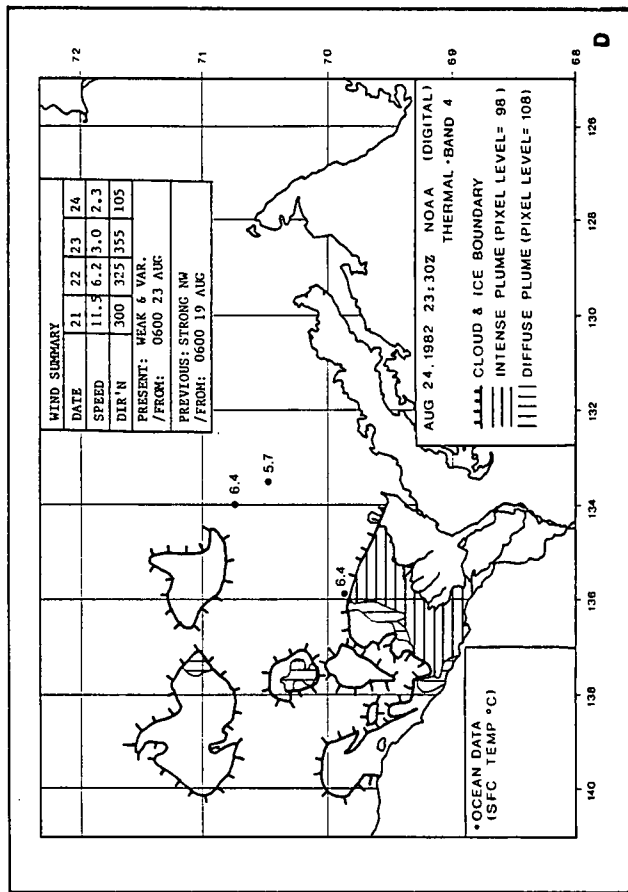 WIND SUMMARY
DATE 21 22 23 24
SPEED 11.5 6.2 3.0 2.3
DIR'N 300 325 355 105
PRESENT: WEAK & VAR.
/FROM: 0600 23 AUG
PREVIOUS: STRONG NW
/FROM: 0600 19 AUG
72
71
70
69
68
6.4
5.7
6.4
AUG 24, 1982 23:30Z NOAA (DIGITAL)
THERMAL - BAND 4
CLOUD & ICE BOUNDARY
INTENSE PLUME (PIXEL LEVEL= 98)
DIFFUSE PLUME (PIXEL LEVEL= 108)
• OCEAN DATA
(SFC TEMP °C)
140 138 136 134 132 130 128 126
D